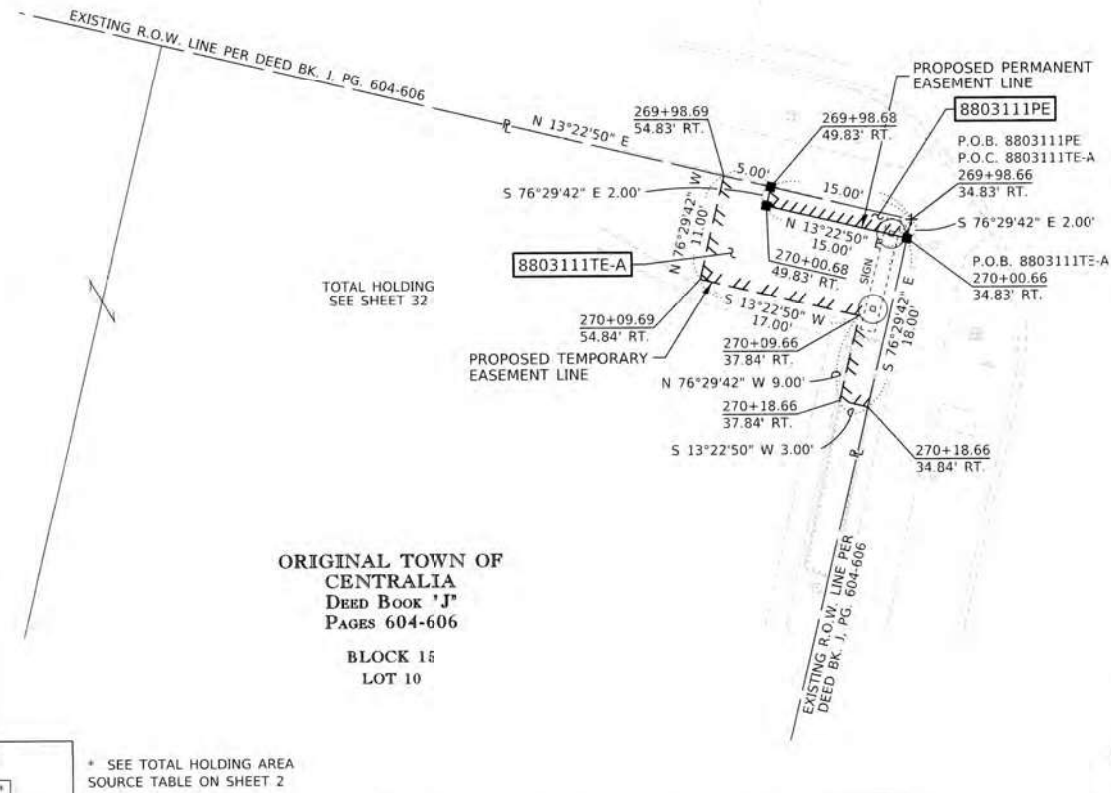 EXISTING R.O.W. LINE PER DEED BK. J. PG. 604-606
N 13°22'50" E
PROPOSED PERMANENT
EASEMENT LINE
8803111PE
P.O.B. 8803111PE
P.O.C. 8803111TE-A
269+98.66
34.83' RT.
269+98.69
54.83' RT.
269+98.68
49.83' RT.
5.00'
15.00'
S 76°29'42" E 2.00'
S 76°29'42" E 2.00'
N 76°29'42" W
11.00'
N 13°22'50"
15.00'
270+00.68
49.83' RT.
SIGN
P.O.B. 8803111TE-A
270+00.66
34.83' RT.
8803111TE-A
TOTAL HOLDING
SEE SHEET 32
S 13°22'50" W
17.00'
S 76°29'42" E
18.00'
270+09.69
54.84' RT.
270+09.66
37.84' RT.
PROPOSED TEMPORARY
EASEMENT LINE
N 76°29'42" W 9.00'
270+18.66
37.84' RT.
S 13°22'50" W 3.00'
270+18.66
34.84' RT.
EXISTING R.O.W. LINE PER
DEED BK. J. PG. 604-606
ORIGINAL TOWN OF
CENTRALIA
DEED BOOK "J"
PAGES 604-606
BLOCK 15
LOT 10
* SEE TOTAL HOLDING AREA
SOURCE TABLE ON SHEET 2